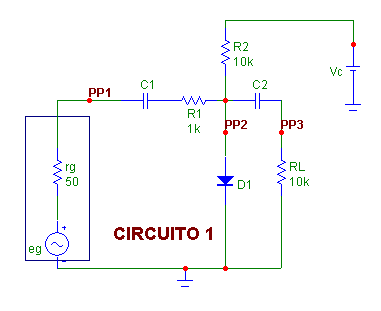 R2
10k
Vc
PP1
C1
C2
R1
1k
PP2
PP3
rg
50
D1
RL
10k
eg
+
-
CIRCUITO 1